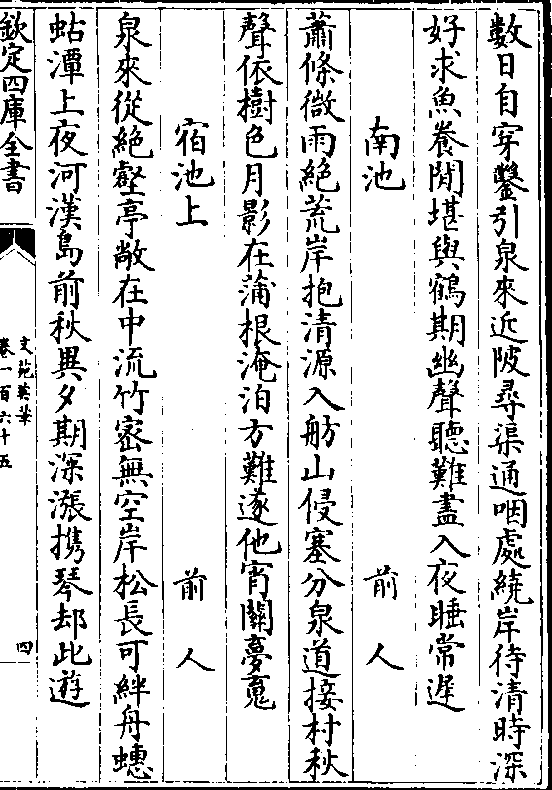 數日自穿鑿引泉來近陂尋渠通咽處繞岸待清時深
好求魚養閒堪與鶴期幽聲聽難盡入夜睡常遲
南池　前人
蕭條微雨絶荒岸抱清源入舫山侵塞分泉道接村秋
聲依樹色月影在蒲根淹泊方難遂他宵關夢䰟
宿池上　前人
泉來從絶壑亭敞在中流竹宻無空岸松長可絆舟蟪
蛄潭上夜河漢島前秋異夕期深漲携琴却此遊
欽定四庫全書
文苑英華
卷一百六十五
四